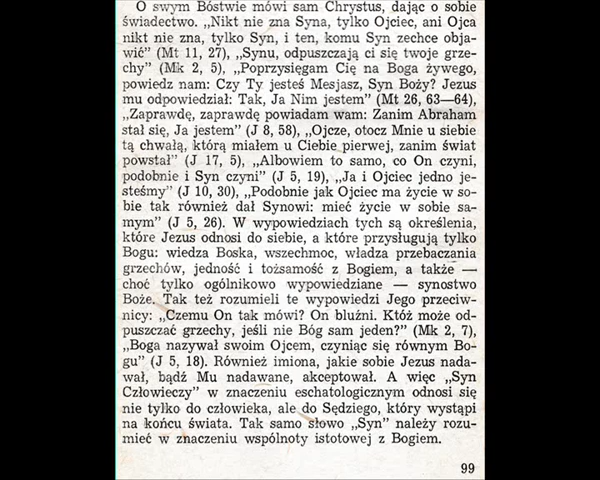 O swym Bóstwie mówi sam Chrystus, dając o sobie
świadectwo. „Nikt nie zna Syna, tylko Ojciec, ani Ojca
nikt nie zna, tylko Syn, i ten, komu Syn zechce obja-
wić” (Mt 11, 27), „Synu, odpuszczają ci się twoje grze-
chy” (Mk 2, 5), „Poprzysięgam Cię na Boga żywego,
powiedz nam: Czy Ty jesteś Mesjasz, Syn Boży? Jezus
mu odpowiedział: Tak, Ja Nim jestem” (Mt 26, 63—64),
„Zaprawdę, zaprawdę powiadam wam: Zanim Abraham
stał się, Ja jestem” (J 8, 58), „Ojcze, otocz Mnie u siebie
tą chwałą, którą miałem u Ciebie pierwej, zanim świat
powstał” (J 17, 5), „Albowiem to samo, co On czyni,
podobnie i Syn czyni” (J 5, 19), „Ja i Ojciec jedno je-
steśmy” (J 10, 30), „Podobnie jak Ojciec ma życie w so-
bie tak również dał Synowi: mieć życie w sobie sa-
mym” (J 5, 26). W wypowiedziach tych są określenia,
które Jezus odnosi do siebie, a które przysługują tylko
Bogu: wiedza Boska, wszechmoc, władza przebaczania
grzechów, jedność i tożsamość z Bogiem, a także —
choć tylko ogólnikowo wypowiedziane — synostwo
Boże. Tak też rozumieli te wypowiedzi Jego przeciw-
nicy: „Czemu On tak mówi? On bluźni. Któż może od-
puszczać grzechy, jeśli nie Bóg sam jeden?” (Mk 2, 7),
„Boga nazywał swoim Ojcem, czyniąc się równym Bo-
gu” (J 5, 18). Również imiona, jakie sobie Jezus nada-
wał, bądź Mu nadawane, akceptował. A więc „Syn
Człowieczy” w znaczeniu eschatologicznym odnosi się
nie tylko do człowieka, ale do Sędziego, który wystąpi
na końcu świata. Tak samo słowo „Syn” należy rozu-
mieć w znaczeniu wspólnoty istotowej z Bogiem.
99